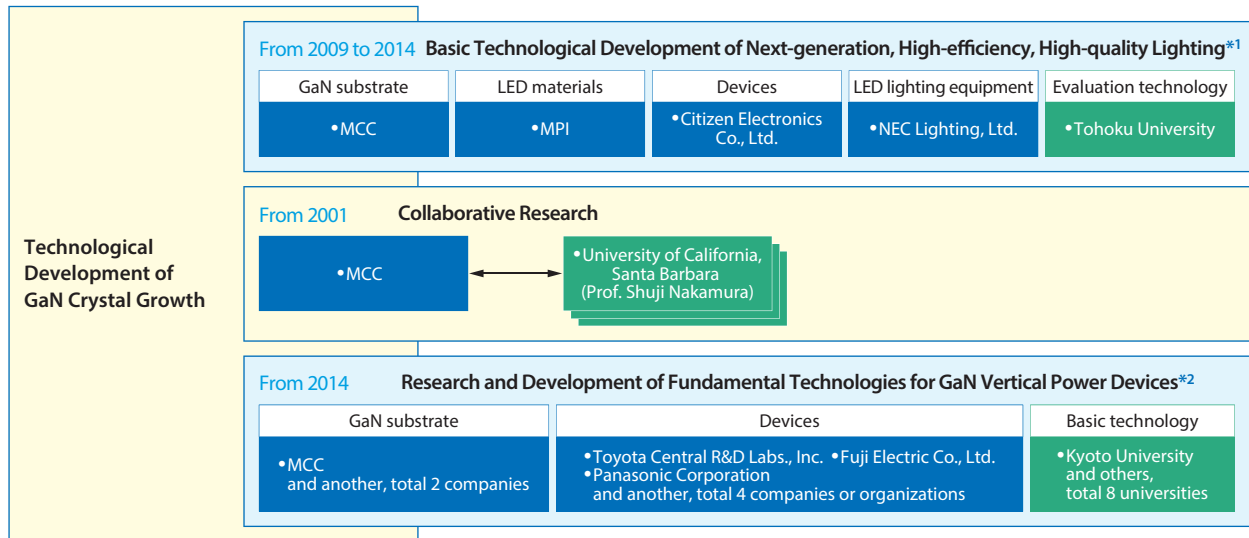 From 2009 to 2014 Basic Technological Development of Next-generation, High-efficiency, High-quality Lighting*1
GaN substrate
•MCC
LED materials
•MPI
Devices
•Citizen Electronics
Co., Ltd.
LED lighting equipment
•NEC Lighting, Ltd.
Evaluation technology
•Tohoku University
Technological
Development of
GaN Crystal Growth
From 2001 Collaborative Research
•MCC
•University of California,
Santa Barbara
(Prof. Shuji Nakamura)
From 2014 Research and Development of Fundamental Technologies for GaN Vertical Power Devices*2
GaN substrate
•MCC
and another, total 2 companies
Devices
•Toyota Central R&D Labs., Inc. •Fuji Electric Co., Ltd.
•Panasonic Corporation
and another, total 4 companies or organizations
Basic technology
•Kyoto University
and others,
total 8 universities